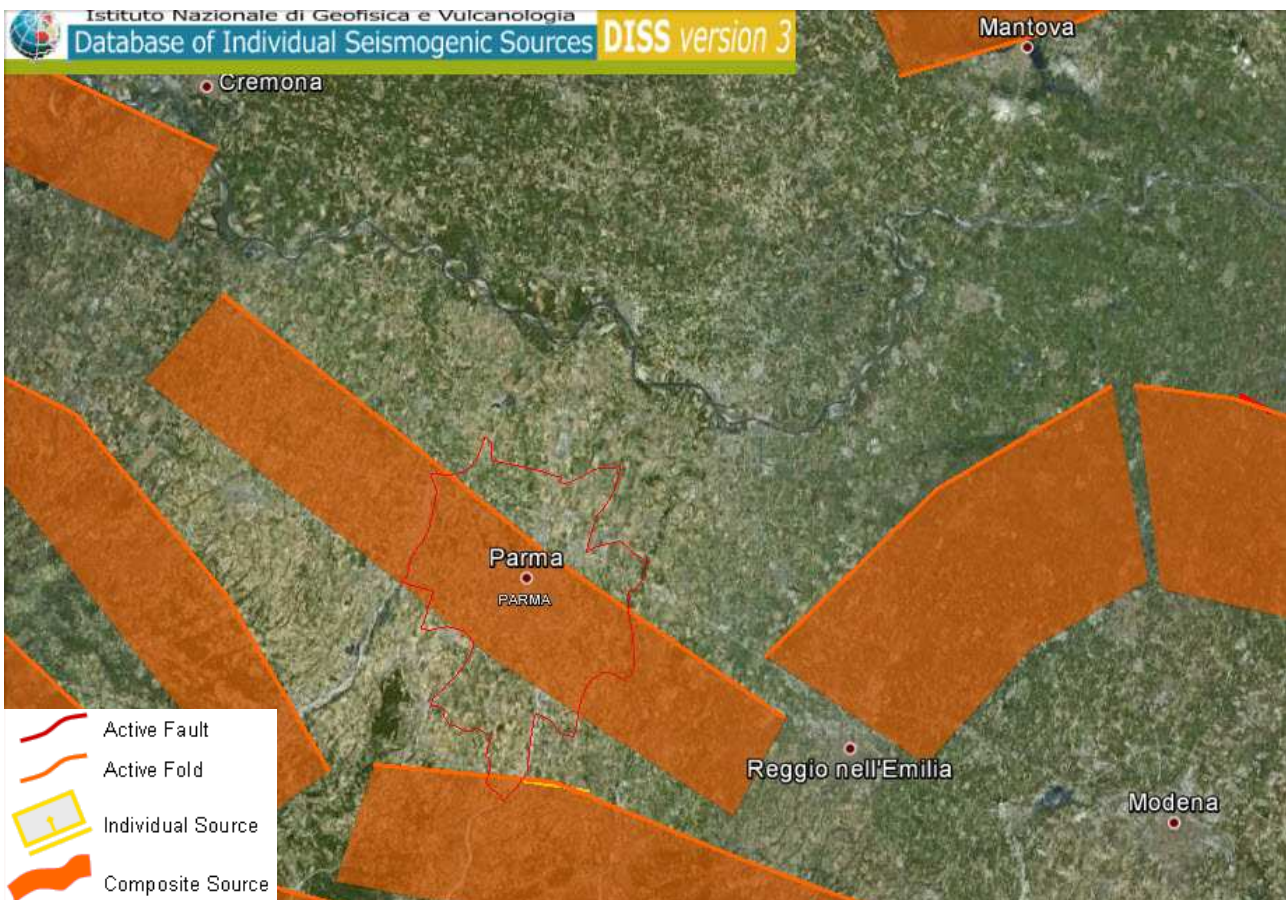 Istituto Nazionale di Geofisica e Vulcanologia
Database of Individual Seismogenic Sources DISS version 3
Mantova
Cremona
Parma
PARMA
Reggio nell'Emilia
Modena
Active Fault
Active Fold
Individual Source
Composite Source